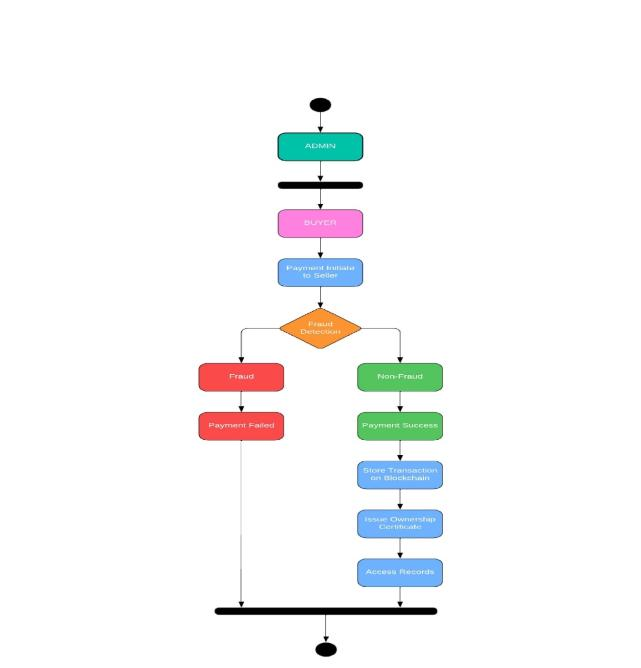 ADMIN
BUYER
Payment Initiate
to Seller
Fraud
Detection
Fraud
Non-Fraud
Payment Failed
Payment Success
Store Transaction
on Blockchain
Issue Ownership
Certificate
Access Records